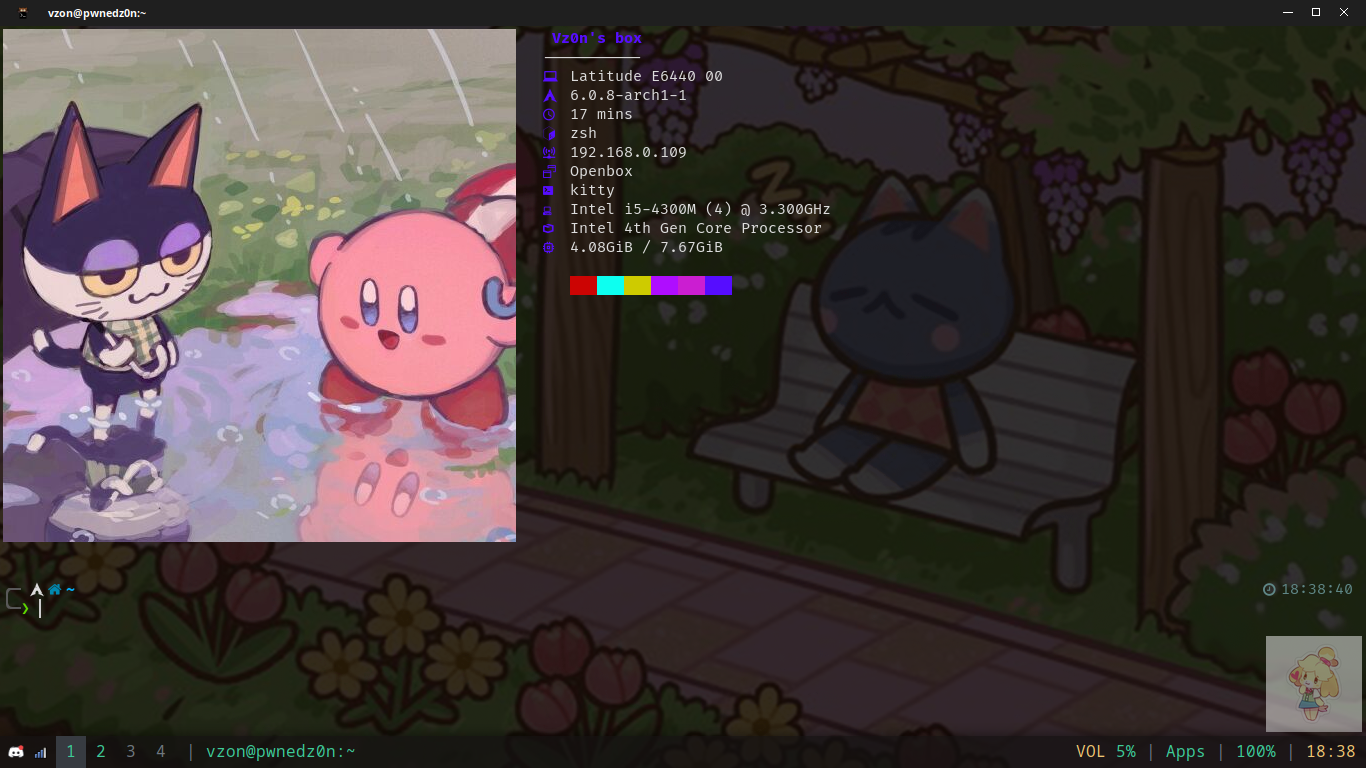 vzon@pwnedz0n:~
Vz0n's box
Latitude E6440 00
6.0.8-arch1-1
17 mins
zsh
192.168.0.109
Openbox
kitty
Intel i5-4300M (4) @ 3.300GHz
Intel 4th Gen Core Processor
4.08GiB / 7.67GiB
Z
~
18:38:40
1 2 3 4 | vzon@pwnedz0n:~
VOL 5% | Apps | 100% | 18:38